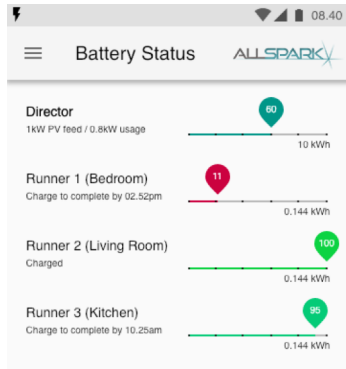 08.40
Battery Status
ALLSPARK
Director
60
1kW PV feed / 0.8kW usage
10 kWh
Runner 1 (Bedroom)
11
Charge to complete by 02.52pm
0.144 kWh
Runner 2 (Living Room)
100
Charged
0.144 kWh
Runner 3 (Kitchen)
95
Charge to complete by 10.25am
0.144 kWh